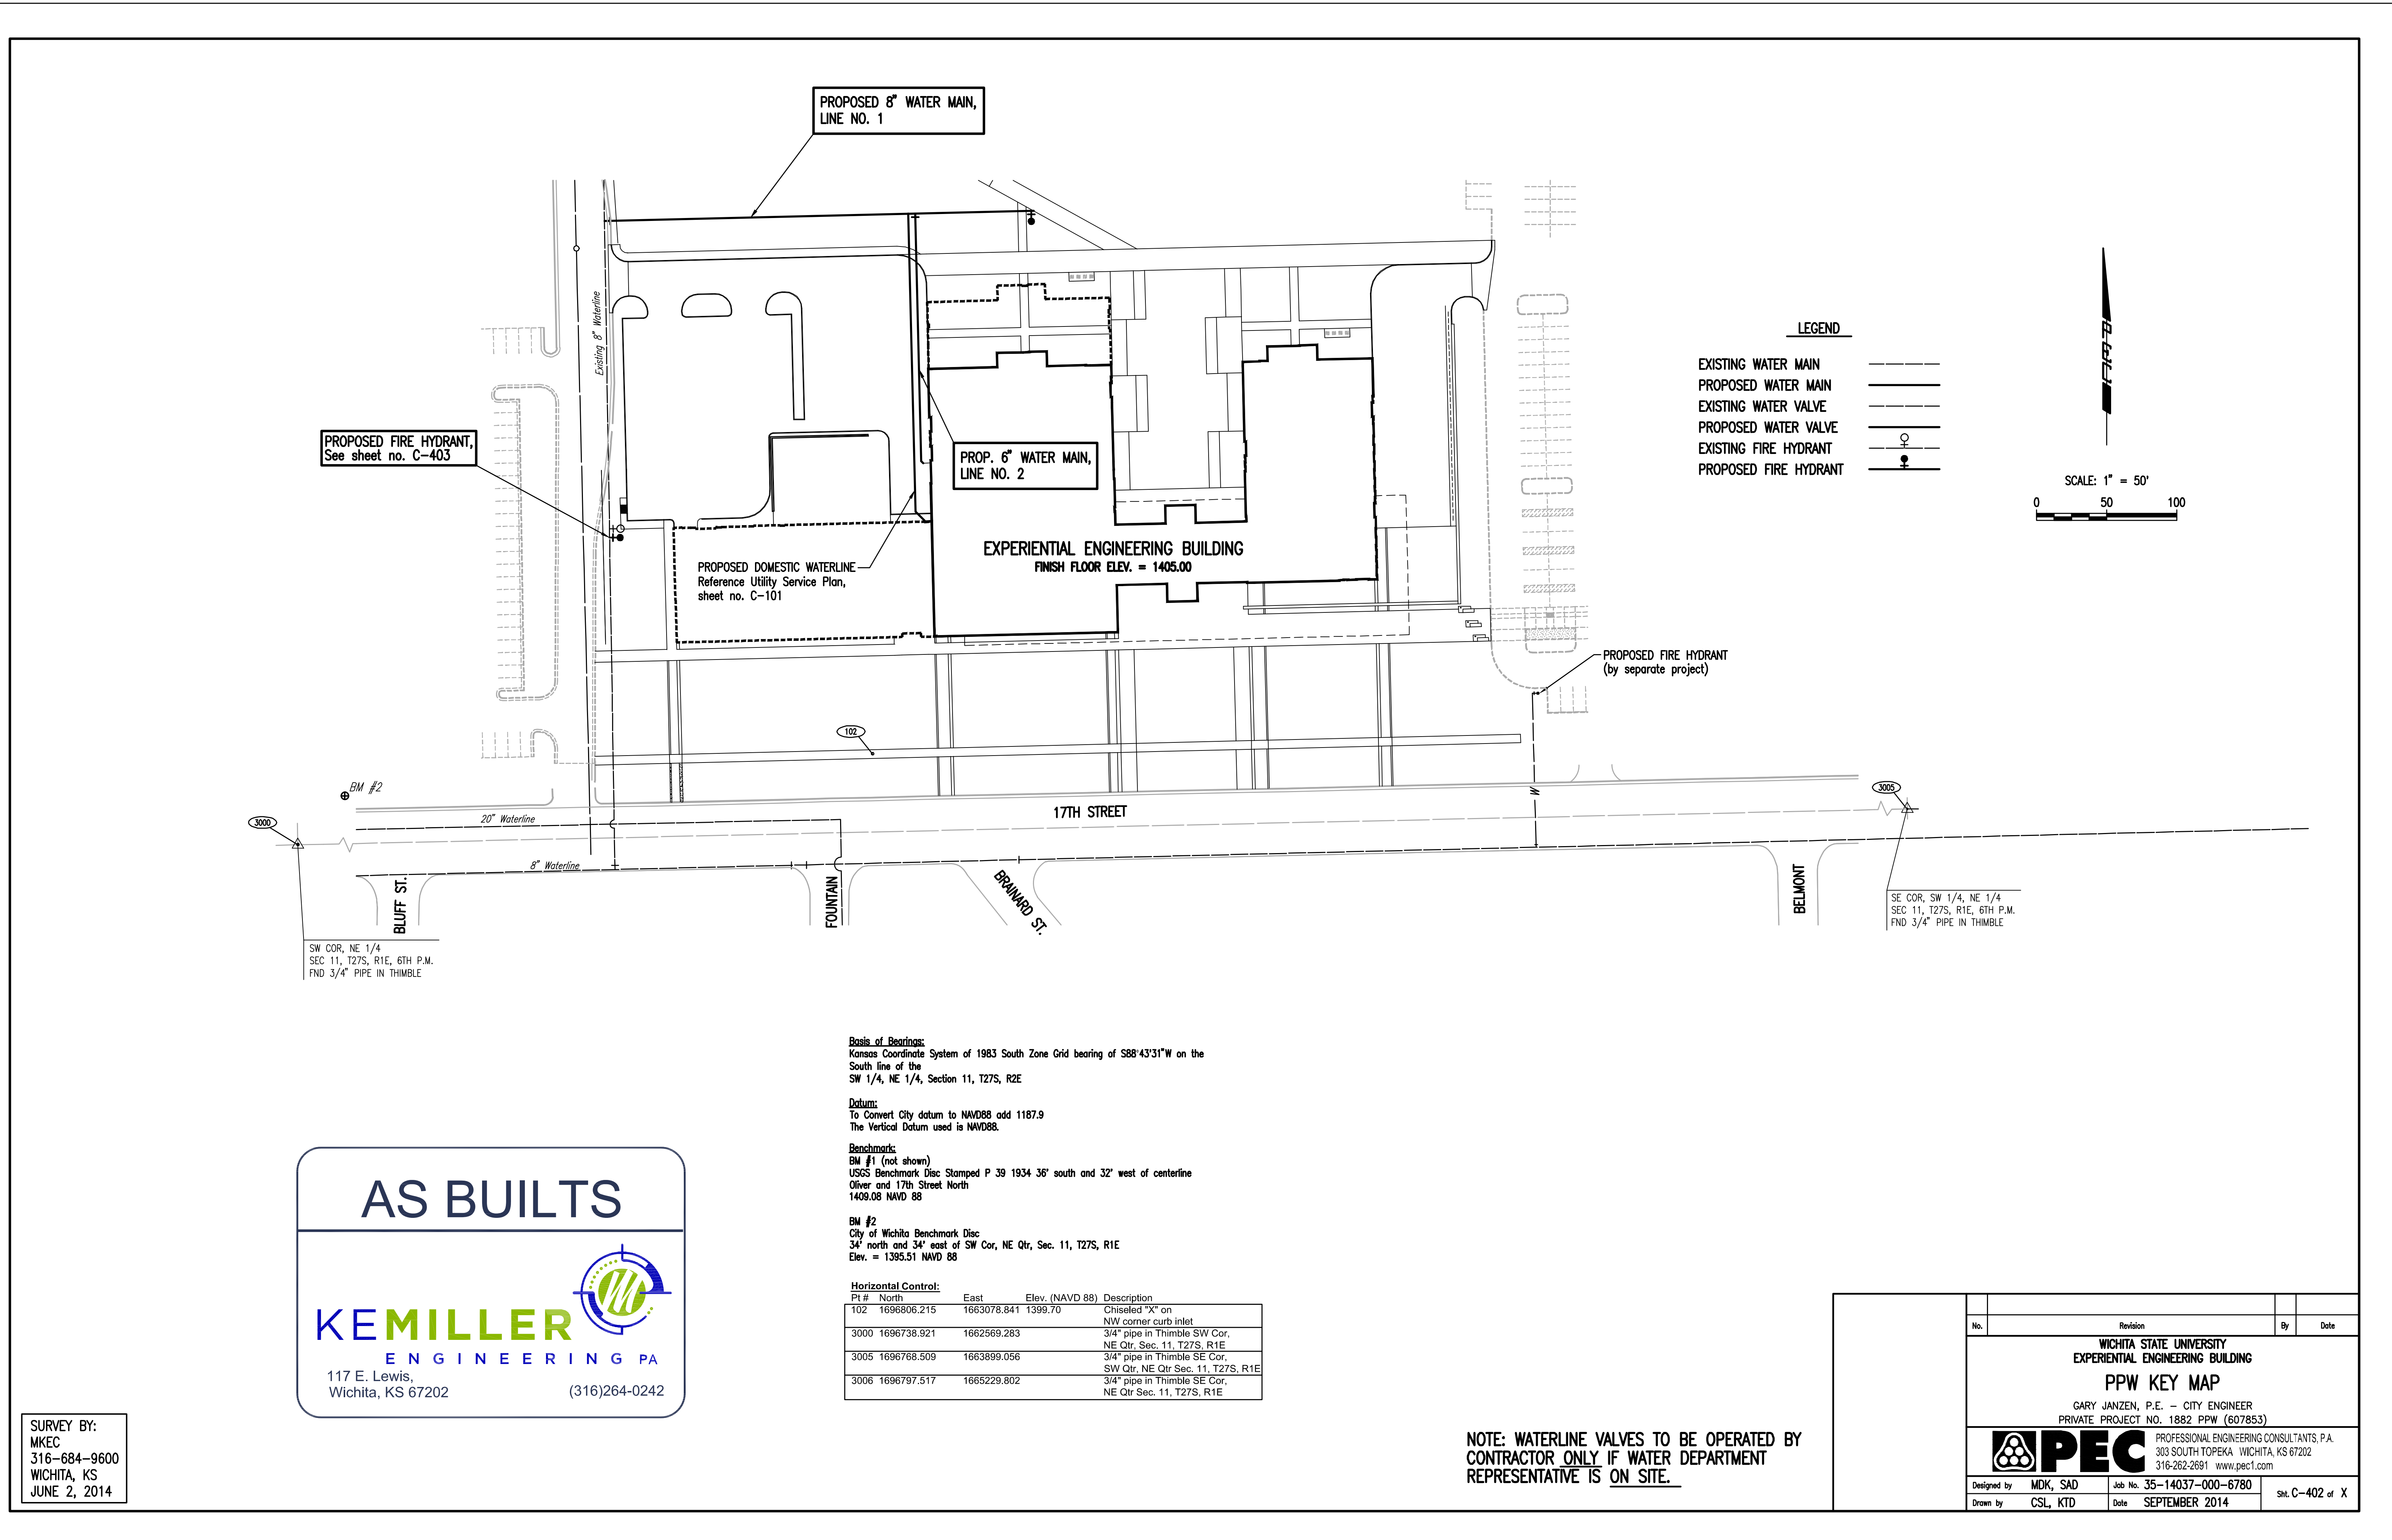 PROPOSED 8" WATER MAIN,
LINE NO. 1
Existing 8" Waterline
PROPOSED FIRE HYDRANT,
See sheet no. C-403
PROP. 6" WATER MAIN,
LINE NO. 2
EXPERIENTIAL ENGINEERING BUILDING
FINISH FLOOR ELEV. = 1405.00
PROPOSED DOMESTIC WATERLINE
Reference Utility Service Plan,
sheet no. C-101
PROPOSED FIRE HYDRANT
(by separate project)
LEGEND
EXISTING WATER MAIN
PROPOSED WATER MAIN
EXISTING WATER VALVE
PROPOSED WATER VALVE
EXISTING FIRE HYDRANT
PROPOSED FIRE HYDRANT
SCALE: 1" = 50'
0 50 100
102
BM #2
3000
3005
20" Waterline
17TH STREET
W
8" Waterline
BLUFF ST.
FOUNTAIN
BRAINARD ST.
BELMONT
SW COR, NE 1/4
SEC 11, T27S, R1E, 6TH P.M.
FND 3/4" PIPE IN THIMBLE
SE COR, SW 1/4, NE 1/4
SEC 11, T27S, R1E, 6TH P.M.
FND 3/4" PIPE IN THIMBLE
Basis of Bearings:
Kansas Coordinate System of 1983 South Zone Grid bearing of S88°43'31"W on the
South line of the
SW 1/4, NE 1/4, Section 11, T27S, R2E
Datum:
To Convert City datum to NAVD88 add 1187.9
The Vertical Datum used is NAVD88.
Benchmark:
BM #1 (not shown)
USGS Benchmark Disc Stamped P 39 1934 36' south and 32' west of centerline
Oliver and 17th Street North
1409.08 NAVD 88
BM #2
City of Wichita Benchmark Disc
34' north and 34' east of SW Cor, NE Qtr, Sec. 11, T27S, R1E
Elev. = 1395.51 NAVD 88
Horizontal Control:
Pt # North East Elev. (NAVD 88) Description
102 1696806.215 1663078.841 1399.70 Chiseled "X" on
NW corner curb inlet
3000 1696738.921 1662569.283 3/4" pipe in Thimble SW Cor,
NE Qtr, Sec. 11, T27S, R1E
3005 1696768.509 1663899.056 3/4" pipe in Thimble SE Cor,
SW Qtr, NE Qtr Sec. 11, T27S, R1E
3006 1696797.517 1665229.802 3/4" pipe in Thimble SE Cor,
NE Qtr Sec. 11, T27S, R1E
AS BUILTS
KEMILLER
ENGINEERING PA
117 E. Lewis,
Wichita, KS 67202 (316)264-0242
SURVEY BY:
MKEC
316-684-9600
WICHITA, KS
JUNE 2, 2014
NOTE: WATERLINE VALVES TO BE OPERATED BY
CONTRACTOR ONLY IF WATER DEPARTMENT
REPRESENTATIVE IS ON SITE.
No. Revision By Date
WICHITA STATE UNIVERSITY
EXPERIENTIAL ENGINEERING BUILDING
PPW KEY MAP
GARY JANZEN, P.E. - CITY ENGINEER
PRIVATE PROJECT NO. 1882 PPW (607853)
PEC
PROFESSIONAL ENGINEERING CONSULTANTS, P.A.
303 SOUTH TOPEKA WICHITA, KS 67202
316-262-2691 www.pec1.com
Designed by MDK, SAD Job No. 35-14037-000-6780
Drawn by CSL, KTD Date SEPTEMBER 2014
Sht. C-402 of X